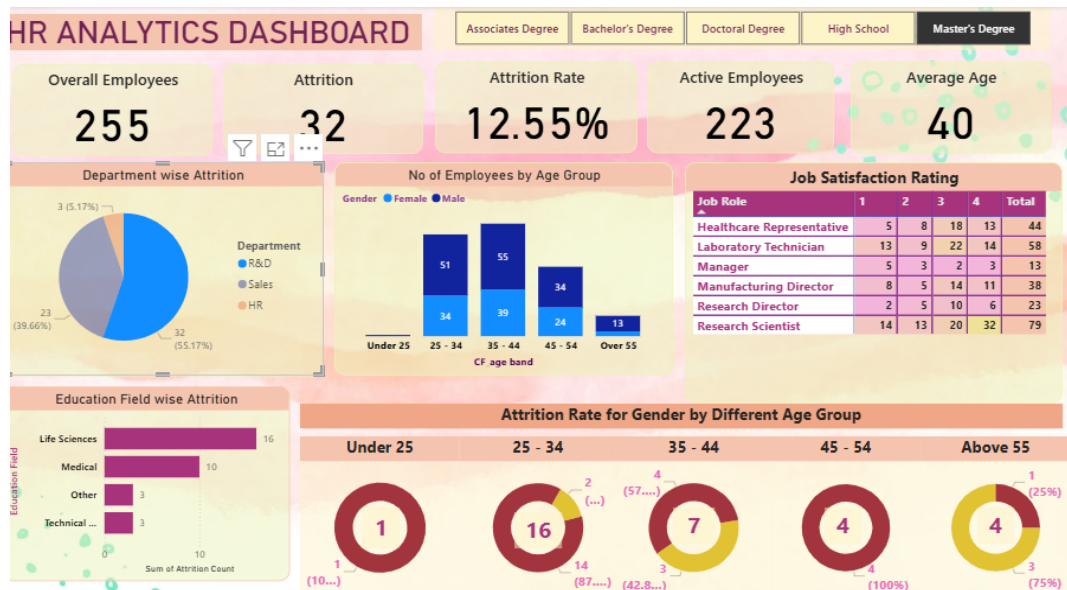 HR ANALYTICS DASHBOARD
Associates Degree
Bachelor's Degree
Doctoral Degree
High School
Master's Degree
Overall Employees
255
Attrition
32
Attrition Rate
12.55%
Active Employees
223
Average Age
40
Department wise Attrition
3 (5.17%)
23
(39.66%)
32
(55.17%)
Department
R&D
Sales
HR
No of Employees by Age Group
Gender Female Male
51
34
55
39
34
24
13
Under 25 25 - 34 35 - 44 45 - 54 Over 55
CF_age band
Job Satisfaction Rating
Job Role 1 2 3 4 Total
Healthcare Representative 5 8 18 13 44
Laboratory Technician 13 9 22 14 58
Manager 5 3 2 3 13
Manufacturing Director 8 5 14 11 38
Research Director 2 5 10 6 23
Research Scientist 14 13 20 32 79
Education Field wise Attrition
Education Field
Life Sciences 16
Medical 10
Other 3
Technical ... 3
0 10
Sum of Attrition Count
Attrition Rate for Gender by Different Age Group
Under 25
25 - 34
35 - 44
45 - 54
Above 55
1
1
(10...)
2
(...)
16
14
(87....)
4
(57....)
7
3
(42.8...)
4
4
(100%)
1
(25%)
4
3
(75%)